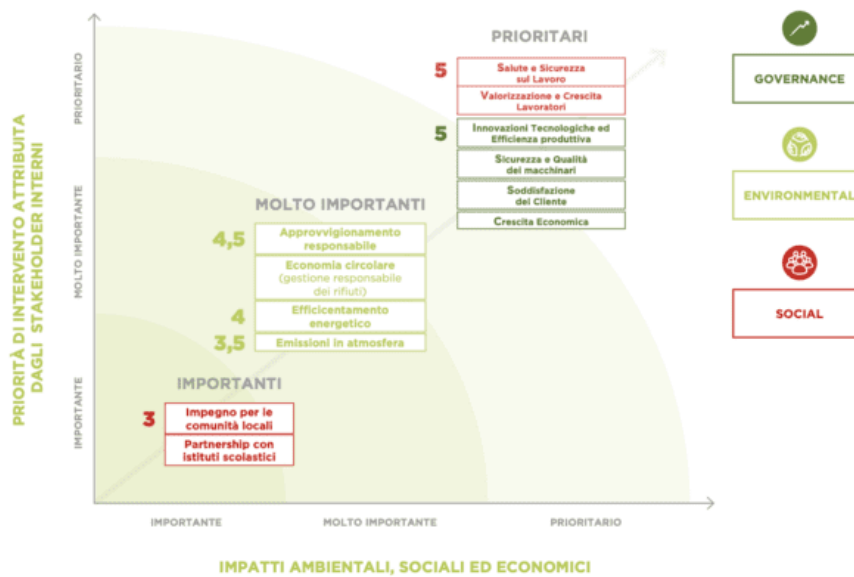 PRIORITÀ DI INTERVENTO ATTRIBUITA
DAGLI STAKEHOLDER INTERNI
PRIORITARIO
MOLTO IMPORTANTE
IMPORTANTE
PRIORITARI
5
Salute e Sicurezza
sul Lavoro
Valorizzazione e Crescita
Lavoratori
5
Innovazioni Tecnologiche ed
Efficienza produttiva
Sicurezza e Qualità
dei macchinari
Soddisfazione
del Cliente
Crescita Economica
MOLTO IMPORTANTI
4,5
Approvvigionamento
responsabile
Economia circolare
(gestione responsabile
dei rifiuti)
4
Efficicentamento
energetico
3,5
Emissioni in atmosfera
IMPORTANTI
3
Impegno per le
comunità locali
Partnership con
istituti scolastici
IMPORTANTE
MOLTO IMPORTANTE
PRIORITARIO
IMPATTI AMBIENTALI, SOCIALI ED ECONOMICI
GOVERNANCE
ENVIRONMENTAL
SOCIAL